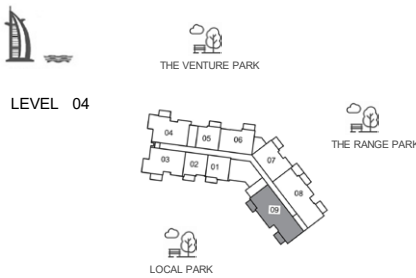 THE VENTURE PARK
LEVEL 04
THE RANGE PARK
04
05
06
03
02
01
07
08
09
LOCAL PARK